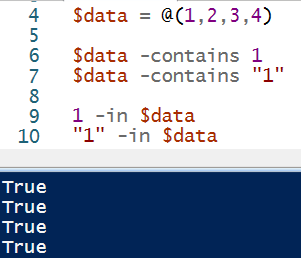 4 $data = @(1,2,3,4)
5
6 $data -contains 1
7 $data -contains "1"
8
9 1 -in $data
10 "1" -in $data
True
True
True
True